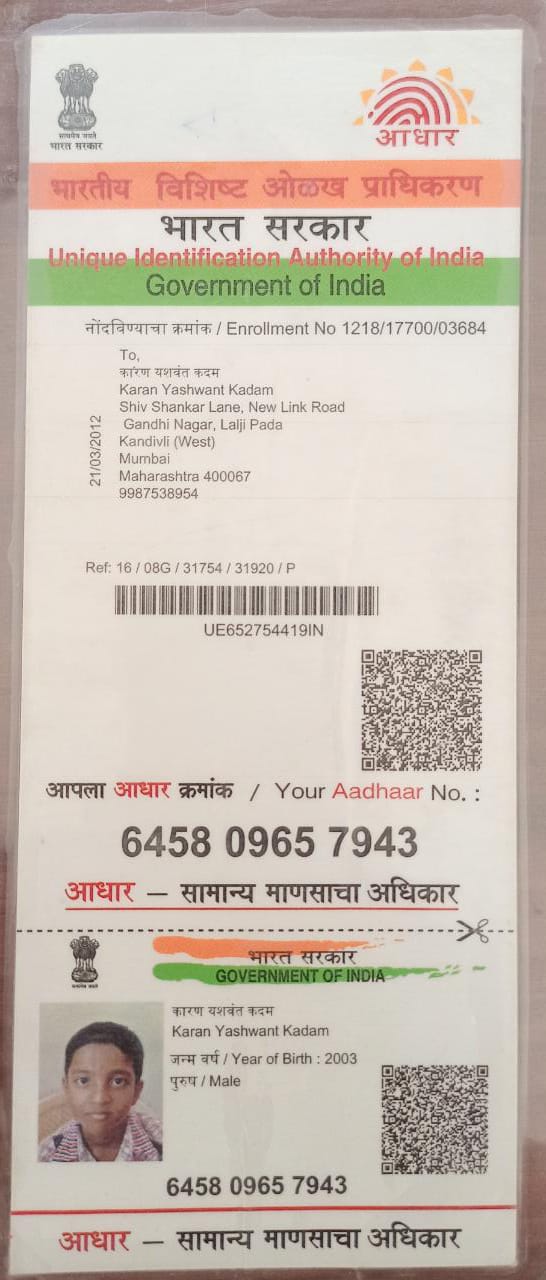 सत्यमेव जयते
भारत सरकार
आधार
भारतीय विशिष्ट ओळख प्राधिकरण
भारत सरकार
Unique Identification Authority of India
Government of India
नोंदविण्याचा क्रमांक / Enrollment No 1218/17700/03684
To,
कारण यशवंत कदम
Karan Yashwant Kadam
Shiv Shankar Lane, New Link Road
Gandhi Nagar, Lalji Pada
Kandivli (West)
Mumbai
Maharashtra 400067
9987538954
21/03/2012
Ref: 16 / 08G / 31754 / 31920 / P
UE652754419IN
आपला आधार क्रमांक / Your Aadhaar No. :
6458 0965 7943
आधार — सामान्य माणसाचा अधिकार
सत्यमेव जयते
भारत सरकार
GOVERNMENT OF INDIA
कारण यशवंत कदम
Karan Yashwant Kadam
जन्म वर्ष / Year of Birth : 2003
पुरुष / Male
6458 0965 7943
आधार — सामान्य माणसाचा अधिकार